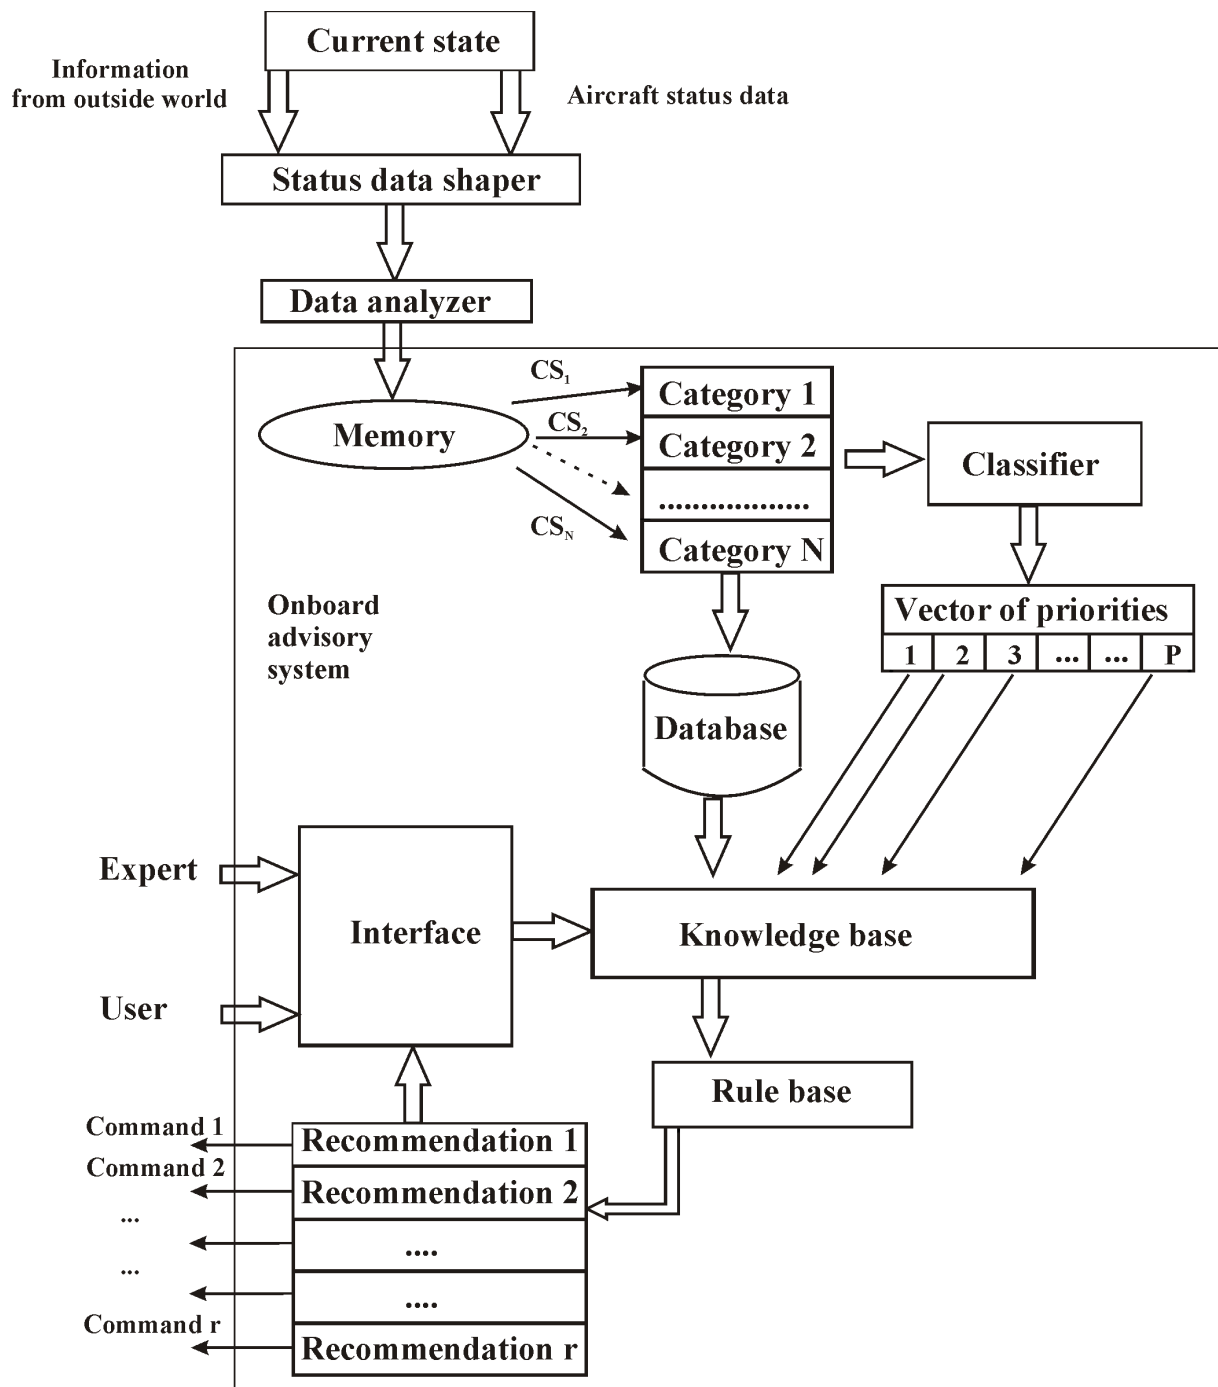 Current state
Information
from outside world
Aircraft status data
Status data shaper
Data analyzer
Memory
CS₁
CS₂
CS_N
Category 1
Category 2
..................
Category N
Classifier
Vector of priorities
1 2 3 ... ... P
Onboard
advisory
system
Database
Expert
User
Interface
Knowledge base
Rule base
Command 1
Command 2
...
...
Command r
Recommendation 1
Recommendation 2
....
....
Recommendation r